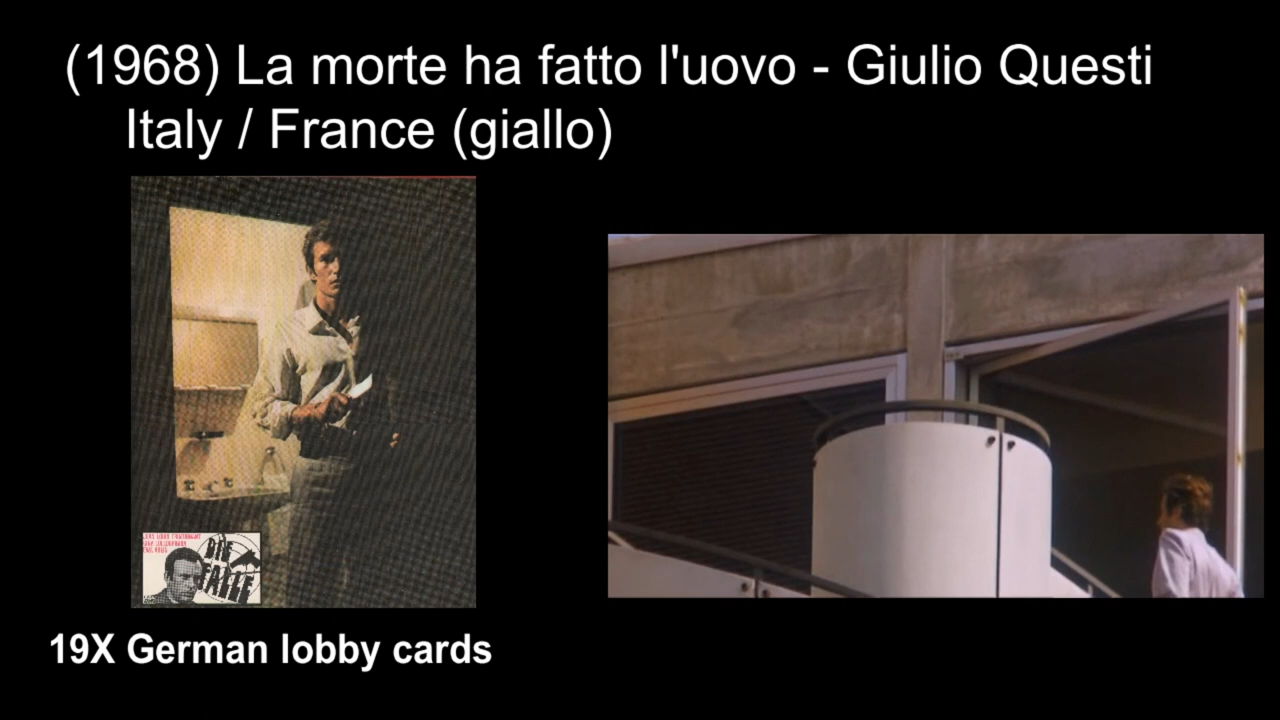 (1968) La morte ha fatto l'uovo - Giulio Questi
Italy / France (giallo)
DIE
FALLE
19X German lobby cards